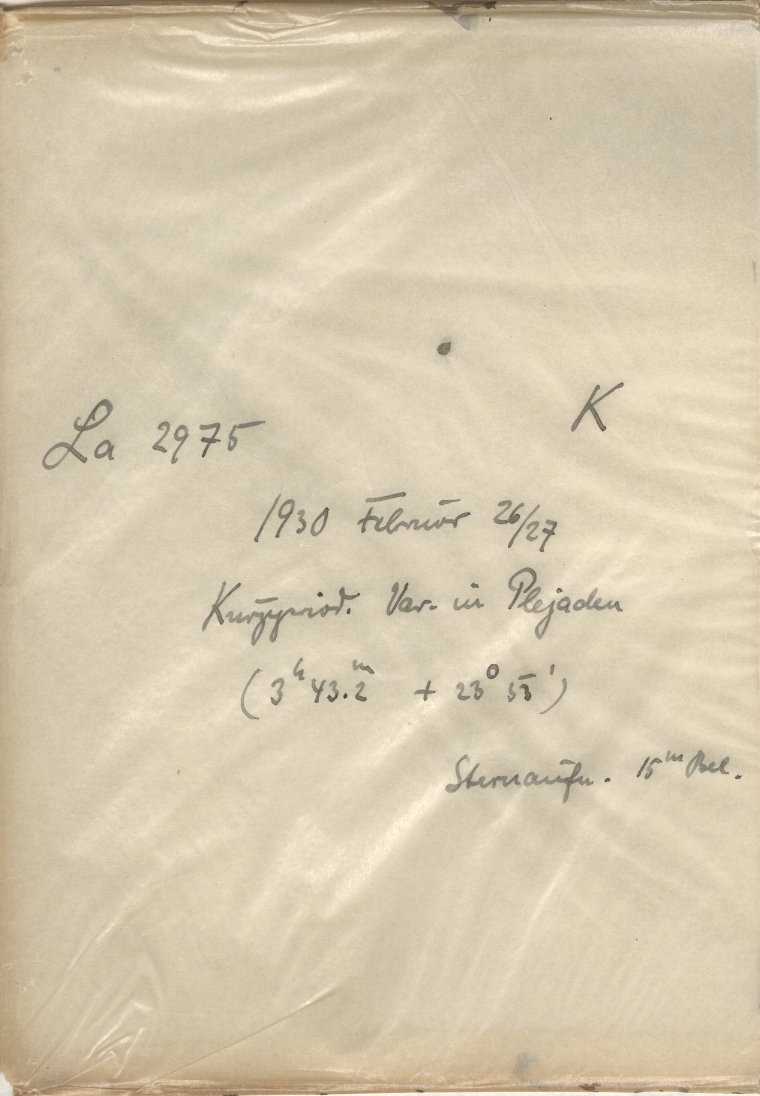 La 2975 K
1930 Februar 26/27
Kurzperiod. Var. in Plejaden
(3ʰ 43.2ᵐ + 23° 53')
Sternaufn. 15ᵐ Bel.